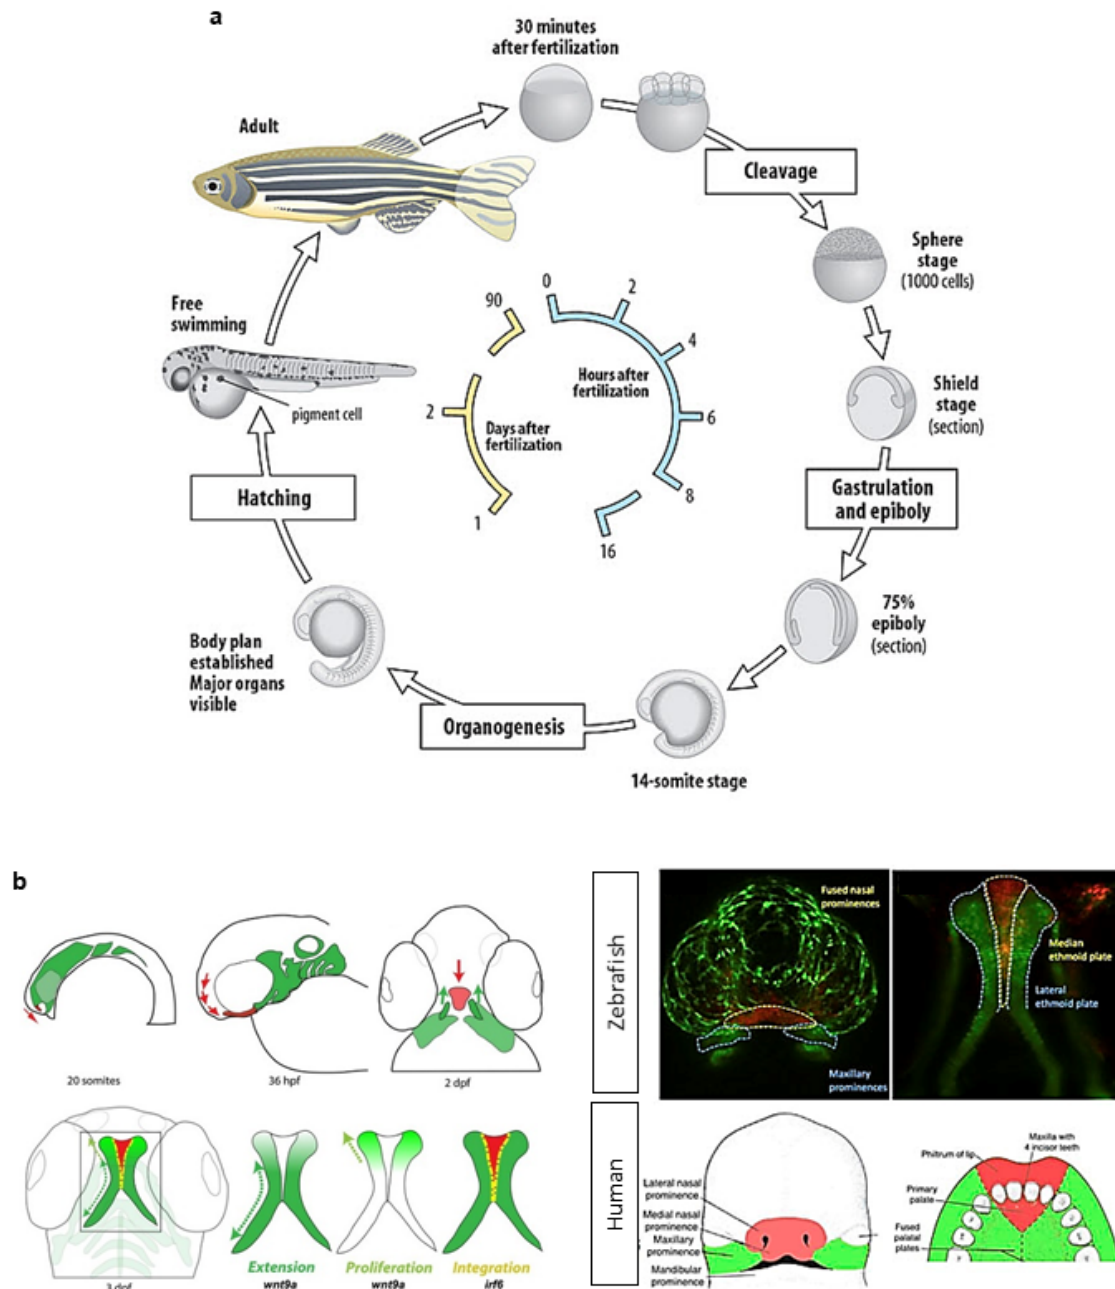 a
30 minutes
after fertilization
Adult
Cleavage
Sphere
stage
(1000 cells)
Free
swimming
pigment cell
90
0
2
4
6
8
16
Hours after
fertilization
2
Days after
fertilization
1
Shield
stage
(section)
Hatching
Gastrulation
and epiboly
75%
epiboly
(section)
Body plan
established
Major organs
visible
Organogenesis
14-somite stage
b
20 somites
36 hpf
2 dpf
3 dpf
Extension
wnt9a
Proliferation
wnt9a
Integration
irf6
Zebrafish
Fused nasal
prominences
Maxillary
prominences
Median
ethmoid plate
Lateral
ethmoid plate
Human
Lateral nasal
prominence
Medial nasal
prominence
Maxillary
prominence
Mandibular
prominence
Maxilla with
4 incisor teeth
Philtrum of lip
Primary
palate
Fused
palatal
plates